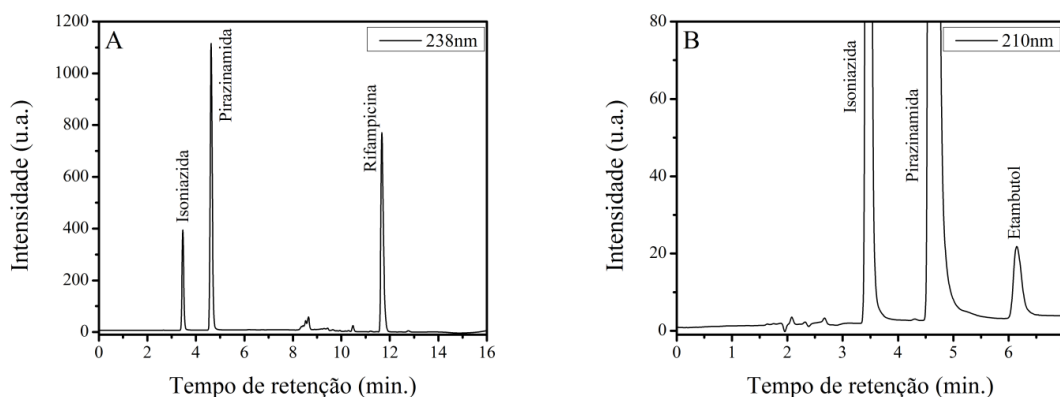 A
238nm
Isoniazida
Pirazinamida
Rifampicina
Intensidade (u.a.)
1200
1000
800
600
400
200
0
0 2 4 6 8 10 12 14 16
Tempo de retenção (min.)
B
210nm
Isoniazida
Pirazinamida
Etambutol
Intensidade (u.a.)
80
60
40
20
0
0 1 2 3 4 5 6
Tempo de retenção (min.)